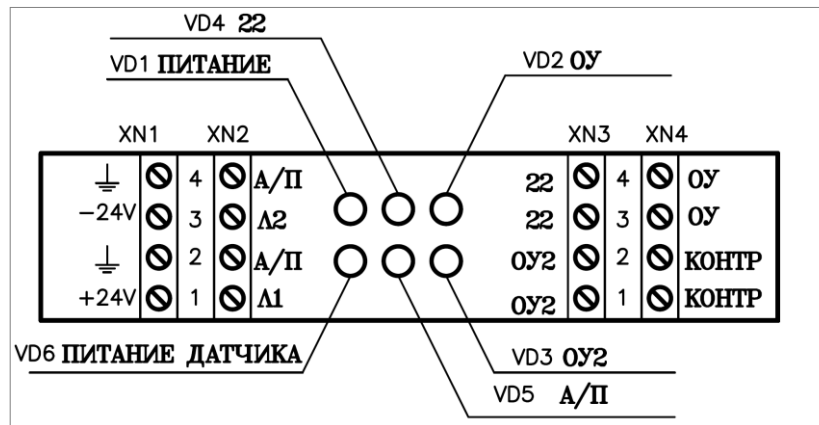 VD4 22
VD1 ПИТАНИЕ
VD2 ОУ
XN1 XN2 XN3 XN4
4 А/П 22 4 ОУ
-24V 3 Л2 22 3 ОУ
2 А/П ОУ2 2 КОНТР
+24V 1 Л1 ОУ2 1 КОНТР
VD6 ПИТАНИЕ ДАТЧИКА
VD3 ОУ2
VD5 А/П